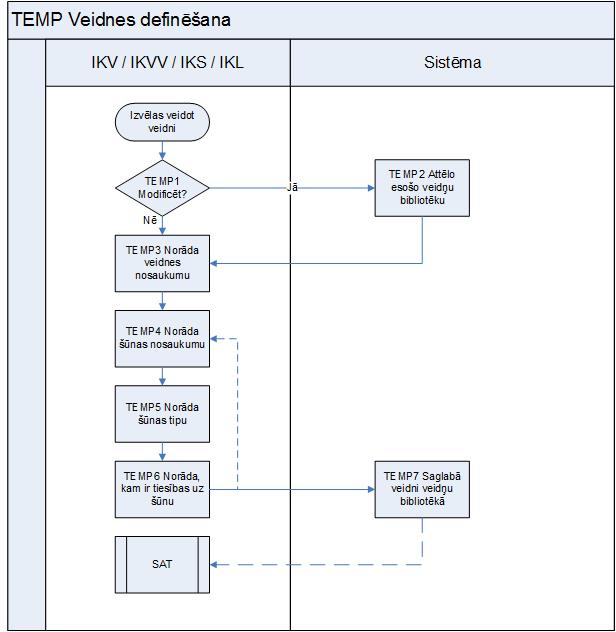 TEMP Veidnes definēšana
IKV / IKVV / IKS / IKL
Sistēma
Izvēlas veidot
veidni
TEMP1
Modificēt?
Jā
TEMP2 Attēlo
esošo veidņu
bibliotēku
Nē
TEMP3 Norāda
veidnes
nosaukumu
TEMP4 Norāda
šūnas nosaukumu
TEMP5 Norāda
šūnas tipu
TEMP6 Norāda,
kam ir tiesības uz
šūnu
TEMP7 Saglabā
veidni veidņu
bibliotēkā
SAT